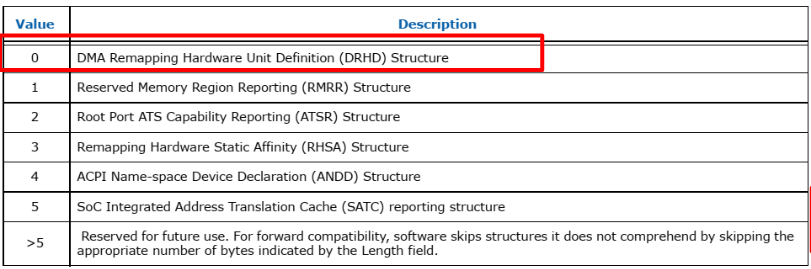 Value Description
0 DMA Remapping Hardware Unit Definition (DRHD) Structure
1 Reserved Memory Region Reporting (RMRR) Structure
2 Root Port ATS Capability Reporting (ATSR) Structure
3 Remapping Hardware Static Affinity (RHSA) Structure
4 ACPI Name-space Device Declaration (ANDD) Structure
5 SoC Integrated Address Translation Cache (SATC) reporting structure
>5 Reserved for future use. For forward compatibility, software skips structures it does not comprehend by skipping the
appropriate number of bytes indicated by the Length field.